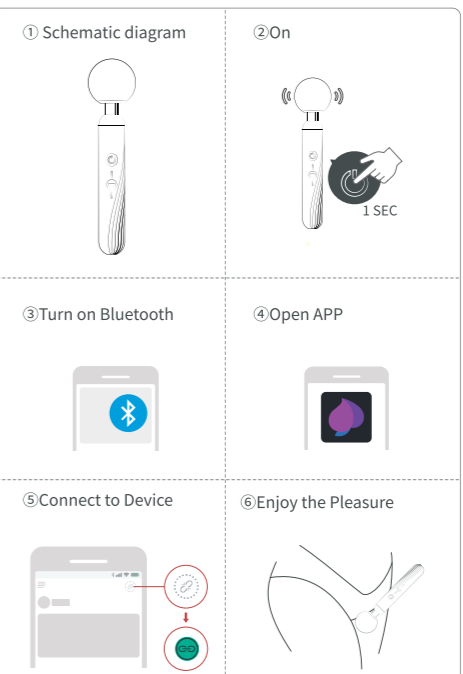 ① Schematic diagram
②On
1 SEC
③Turn on Bluetooth
④Open APP
⑤Connect to Device
⑥Enjoy the Pleasure